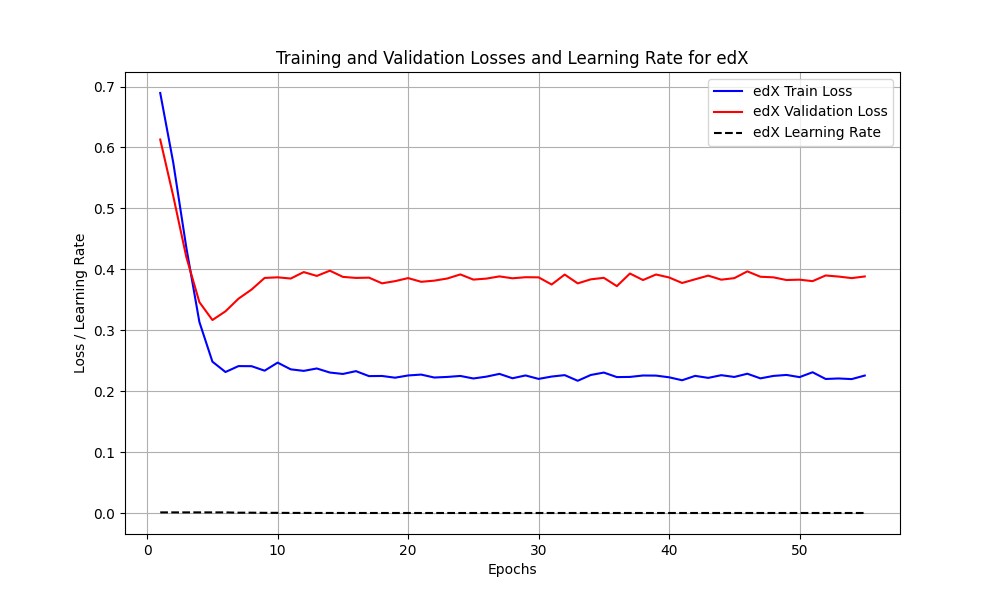 Training and Validation Losses and Learning Rate for edX
edX Train Loss
edX Validation Loss
edX Learning Rate
Loss / Learning Rate
0.7
0.6
0.5
0.4
0.3
0.2
0.1
0.0
0
10
20
30
40
50
Epochs